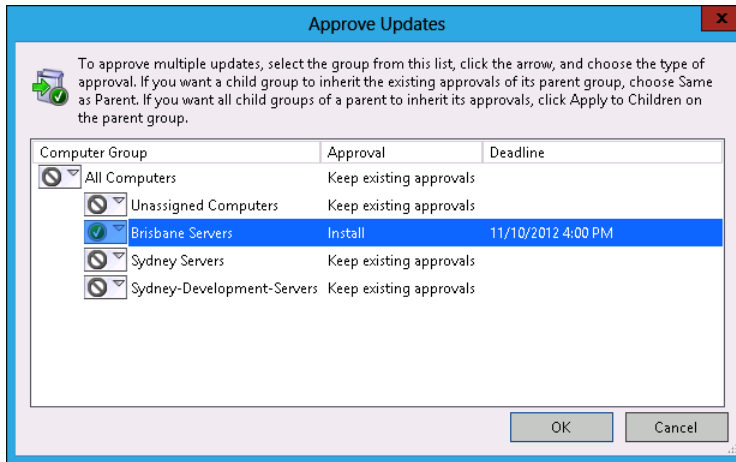 Approve Updates
x
To approve multiple updates, select the group from this list, click the arrow, and choose the type of
approval. If you want a child group to inherit the existing approvals of its parent group, choose Same
as Parent. If you want all child groups of a parent to inherit its approvals, click Apply to Children on
the parent group.
Computer Group Approval Deadline
All Computers Keep existing approvals
Unassigned Computers Keep existing approvals
Brisbane Servers Install 11/10/2012 4:00 PM
Sydney Servers Keep existing approvals
Sydney-Development-Servers Keep existing approvals
OK Cancel